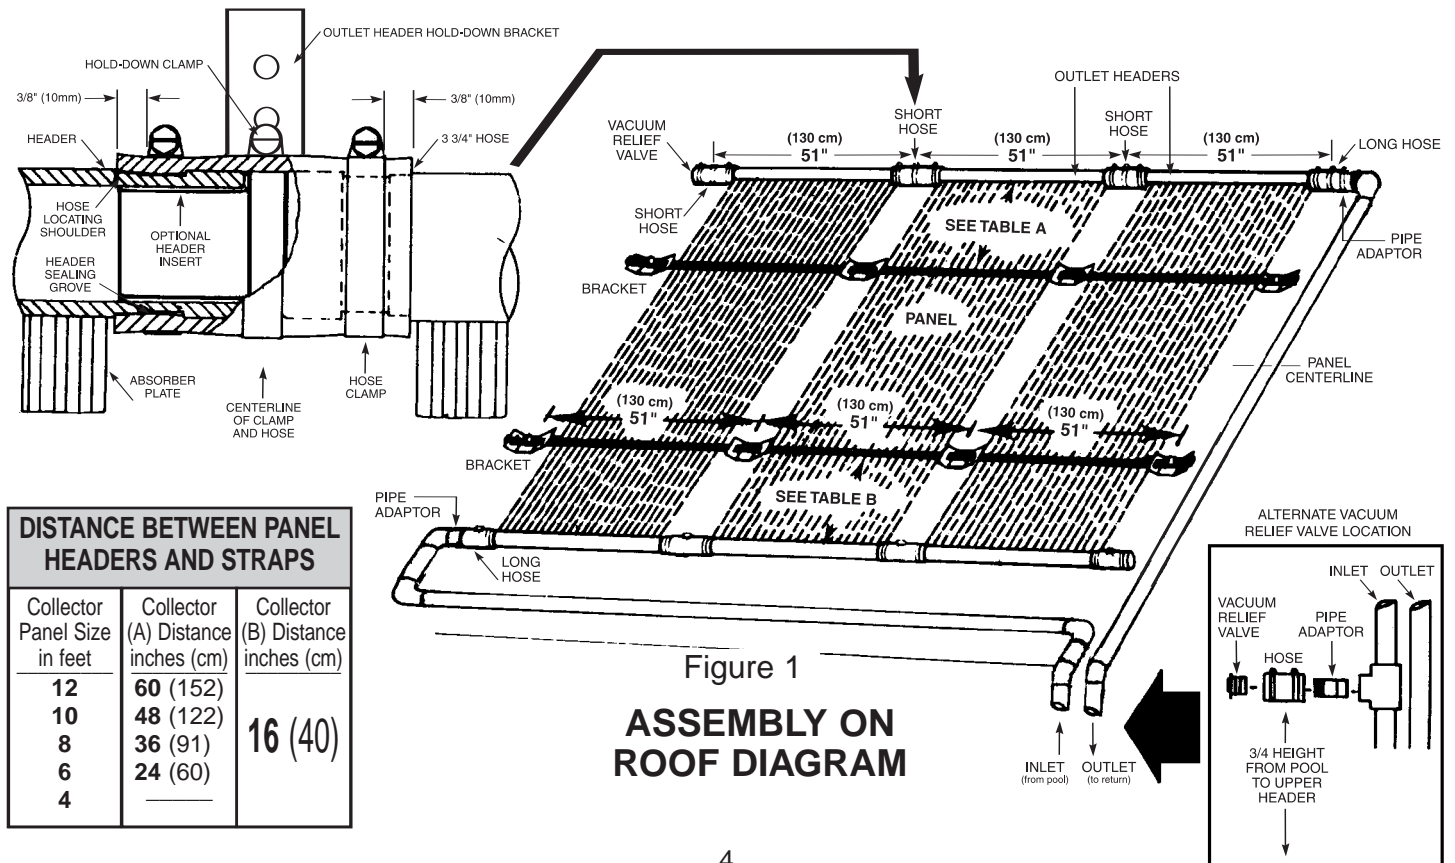 OUTLET HEADER HOLD-DOWN BRACKET
HOLD-DOWN CLAMP
3/8" (10mm)
3/8" (10mm)
HEADER
3 3/4" HOSE
HOSE
LOCATING
SHOULDER
OPTIONAL
HEADER
INSERT
HEADER
SEALING
GROVE
ABSORBER
PLATE
CENTERLINE
OF CLAMP
AND HOSE
HOSE
CLAMP
OUTLET HEADERS
VACUUM
RELIEF
VALVE
SHORT
HOSE
SHORT
HOSE
LONG HOSE
(130 cm)
51"
(130 cm)
51"
(130 cm)
51"
SHORT
HOSE
SEE TABLE A
PIPE
ADAPTOR
BRACKET
PANEL
PANEL
CENTERLINE
(130 cm)
51"
(130 cm)
51"
(130 cm)
51"
BRACKET
SEE TABLE B
PIPE
ADAPTOR
LONG
HOSE
DISTANCE BETWEEN PANEL
HEADERS AND STRAPS
Collector
Panel Size
in feet
Collector
(A) Distance
inches (cm)
Collector
(B) Distance
inches (cm)
12
60 (152)
10
48 (122)
8
36 (91)
6
24 (60)
4
16 (40)
Figure 1
ASSEMBLY ON
ROOF DIAGRAM
INLET
(from pool)
OUTLET
(to return)
ALTERNATE VACUUM
RELIEF VALVE LOCATION
INLET
OUTLET
VACUUM
RELIEF
VALVE
PIPE
ADAPTOR
HOSE
3/4 HEIGHT
FROM POOL
TO UPPER
HEADER
4